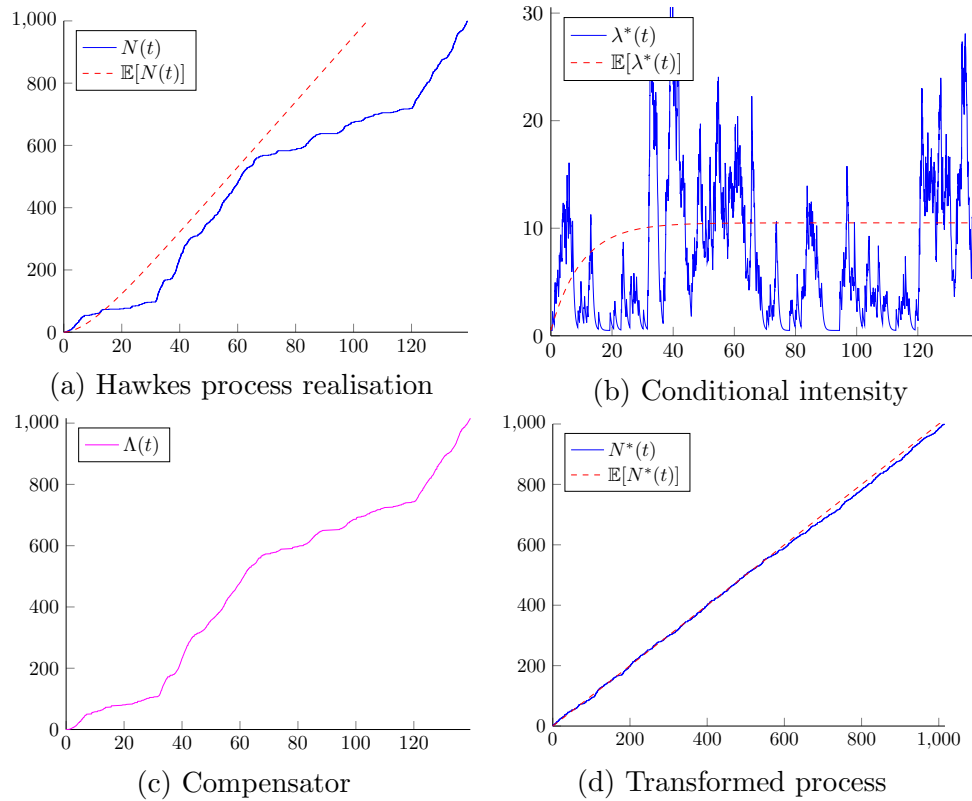 1,000
800
600
400
200
0
N(t)
𝔼[N(t)]
0 20 40 60 80 100 120
(a) Hawkes process realisation
30
20
10
0
λ*(t)
𝔼[λ*(t)]
0 20 40 60 80 100 120
(b) Conditional intensity
1,000
800
600
400
200
0
Λ(t)
0 20 40 60 80 100 120
(c) Compensator
1,000
800
600
400
200
0
N*(t)
𝔼[N*(t)]
0 200 400 600 800 1,000
(d) Transformed process